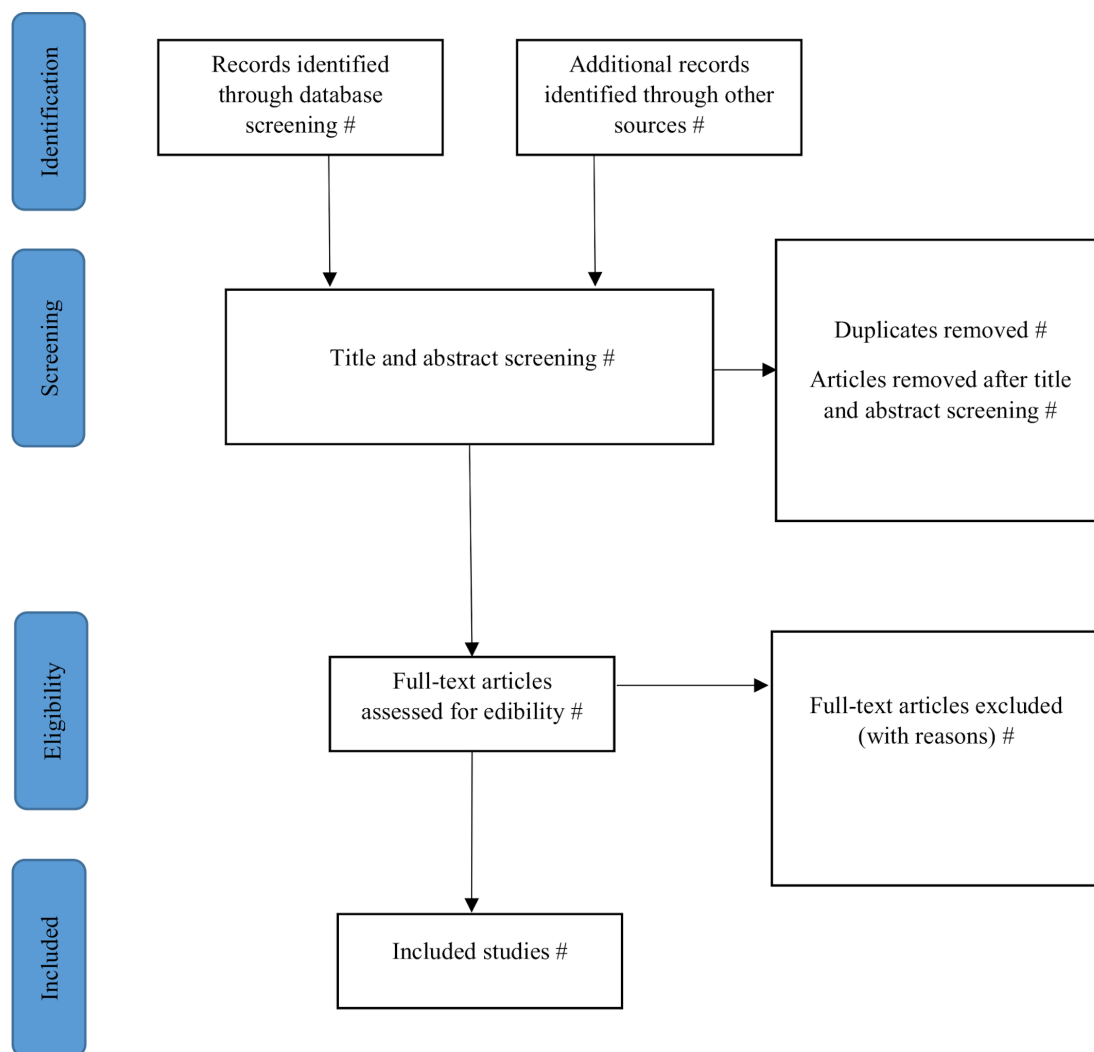 Identification
Records identified
through database
screening #
Additional records
identified through other
sources #
Screening
Title and abstract screening #
Duplicates removed #
Articles removed after title
and abstract screening #
Eligibility
Full-text articles
assessed for edibility #
Full-text articles excluded
(with reasons) #
Included
Included studies #